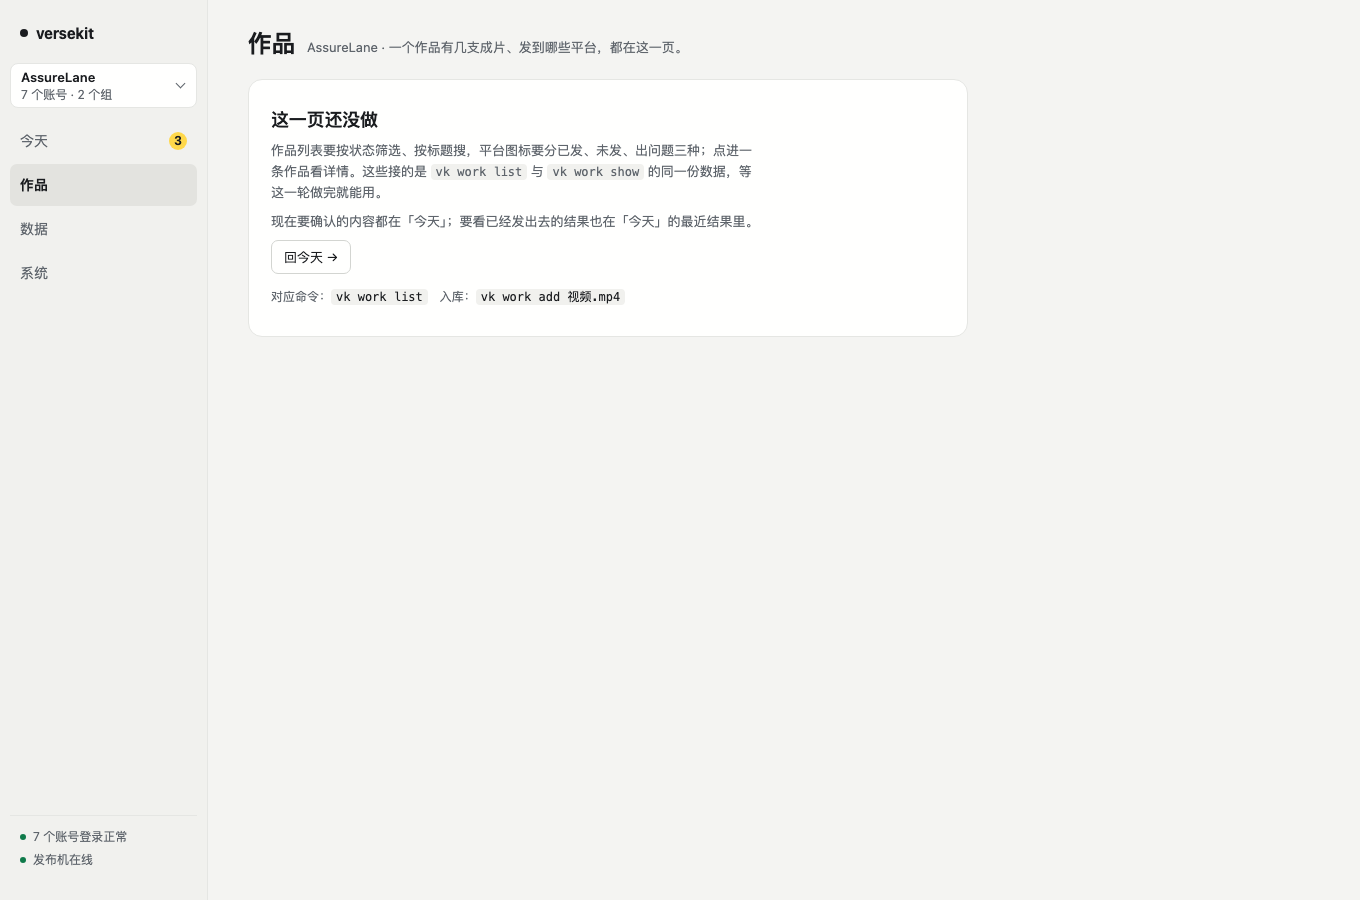 versekit
AssureLane
7 个账号 · 2 个组
今天
3
作品
数据
系统
7 个账号登录正常
发布机在线
作品 AssureLane · 一个作品有几支成片、发到哪些平台，都在这一页。
这一页还没做
作品列表要按状态筛选、按标题搜，平台图标要分已发、未发、出问题三种；点进一
条作品看详情。这些接的是 vk work list 与 vk work show 的同一份数据，等
这一轮做完就能用。
现在要确认的内容都在「今天」；要看已经发出去的结果也在「今天」的最近结果里。
回今天 →
对应命令： vk work list 入库： vk work add 视频.mp4